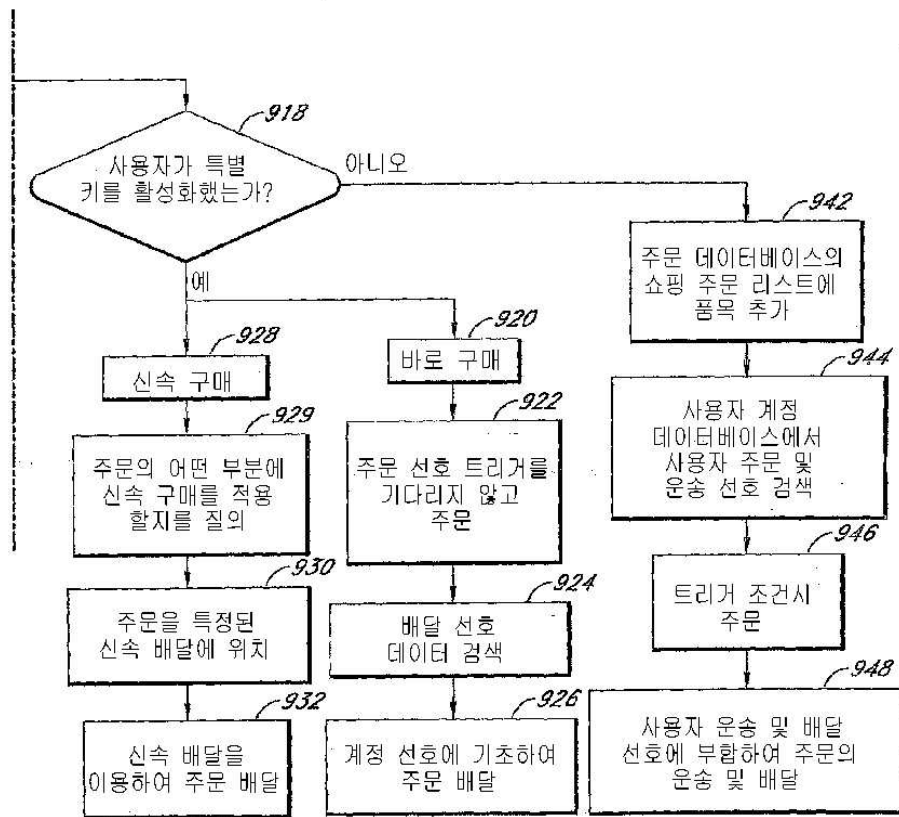 918
사용자가 특별
키를 활성화했는가?
아니오
예
928
신속 구매
929
주문의 어떤 부분에
신속 구매를 적용
할지를 질의
930
주문을 특정된
신속 배달에 위치
932
신속 배달을
이용하여 주문 배달
920
바로 구매
922
주문 선호 트리거를
기다리지 않고
주문
924
배달 선호
데이터 검색
926
계정 선호에 기초하여
주문 배달
942
주문 데이터베이스의
쇼핑 주문 리스트에
품목 추가
944
사용자 계정
데이터베이스에서
사용자 주문 및
운송 선호 검색
946
트리거 조건시
주문
948
사용자 운송 및 배달
선호에 부합하여 주문의
운송 및 배달